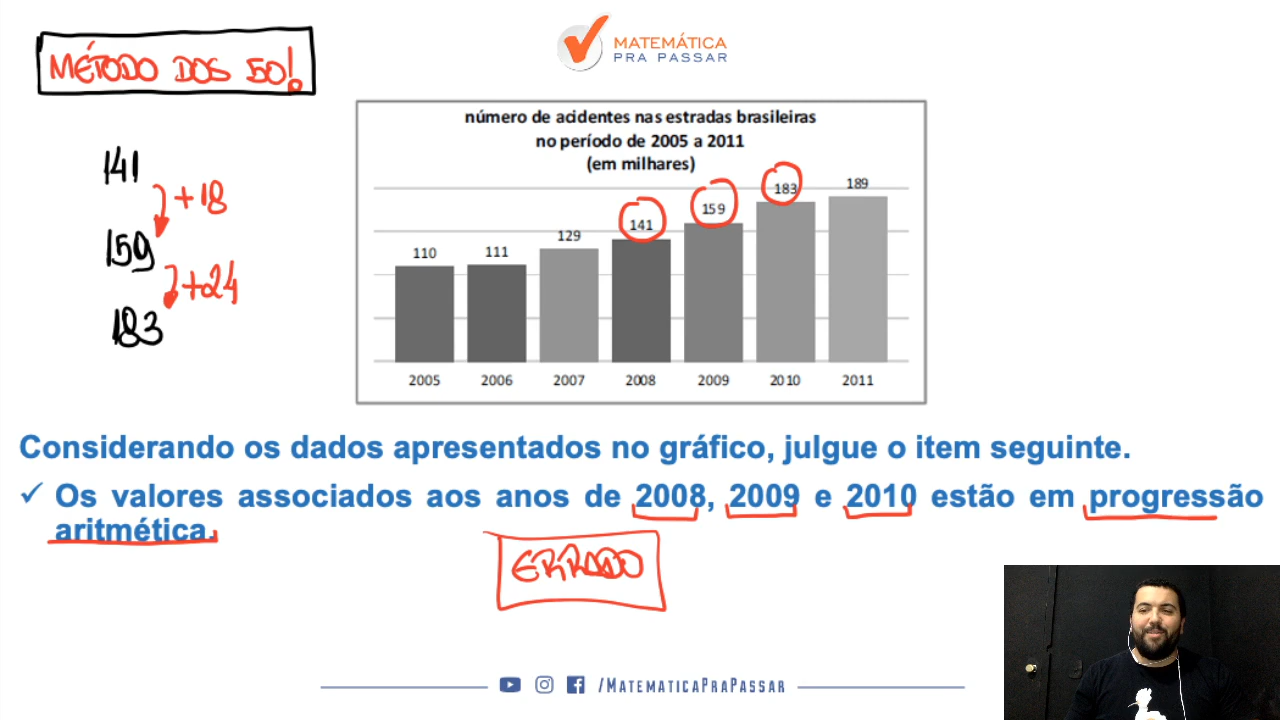 MÉTODO DOS 50!
MATEMÁTICA
PRA PASSAR
número de acidentes nas estradas brasileiras
no período de 2005 a 2011
(em milhares)
110
111
129
141
159
183
189
2005
2006
2007
2008
2009
2010
2011
141
+18
159
+24
183
Considerando os dados apresentados no gráfico, julgue o item seguinte.
✓ Os valores associados aos anos de 2008, 2009 e 2010 estão em progressão
aritmética.
ERRADO
/MATEMATICAPRAPASSAR